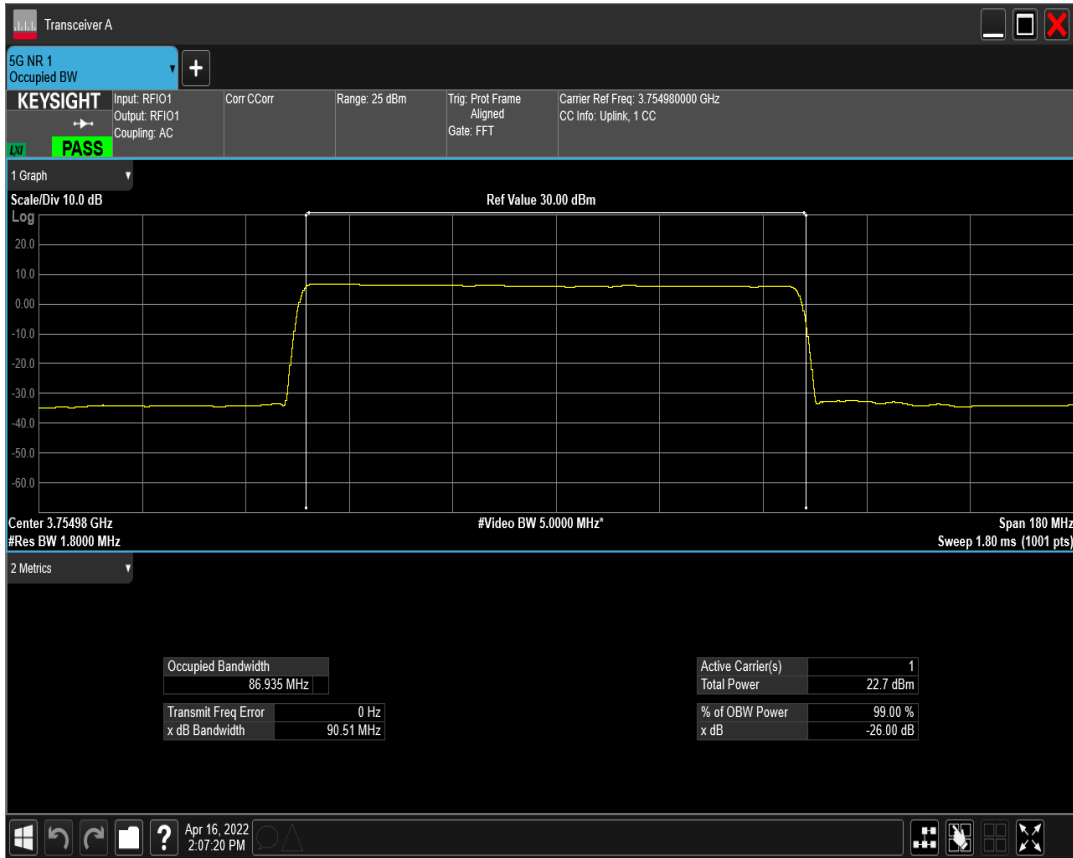 Transceiver A
5G NR 1
Occupied BW
KEYSIGHT
LXI
PASS
Input: RFIO1
Output: RFIO1
Coupling: AC
Corr CCorr
Range: 25 dBm
Trig: Prot Frame
Aligned
Gate: FFT
Carrier Ref Freq: 3.754980000 GHz
CC Info: Uplink, 1 CC
1 Graph
Scale/Div 10.0 dB
Ref Value 30.00 dBm
Log
20.0
10.0
0.00
-10.0
-20.0
-30.0
-40.0
-50.0
-60.0
Center 3.75498 GHz
#Video BW 5.0000 MHz*
Span 180 MHz
#Res BW 1.8000 MHz
Sweep 1.80 ms (1001 pts)
2 Metrics
Occupied Bandwidth
86.935 MHz
Transmit Freq Error 0 Hz
x dB Bandwidth 90.51 MHz
Active Carrier(s) 1
Total Power 22.7 dBm
% of OBW Power 99.00 %
x dB -26.00 dB
?
Apr 16, 2022
2:07:20 PM